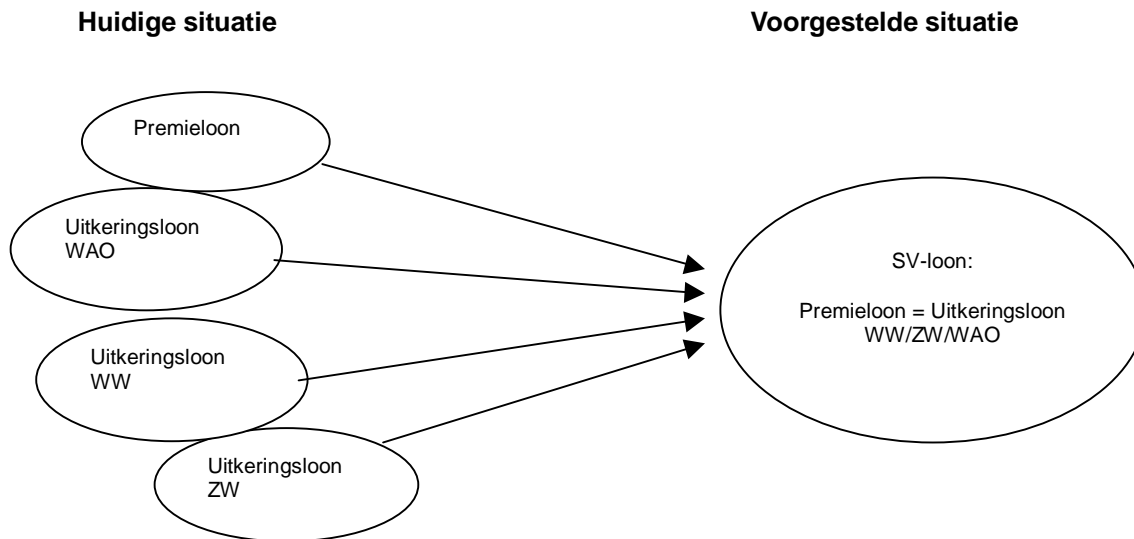 Huidige situatie
Voorgestelde situatie
Premieloon
Uitkeringsloon
WAO
Uitkeringsloon
WW
Uitkeringsloon
ZW
SV-loon:
Premieloon = Uitkeringsloon
WW/ZW/WAO